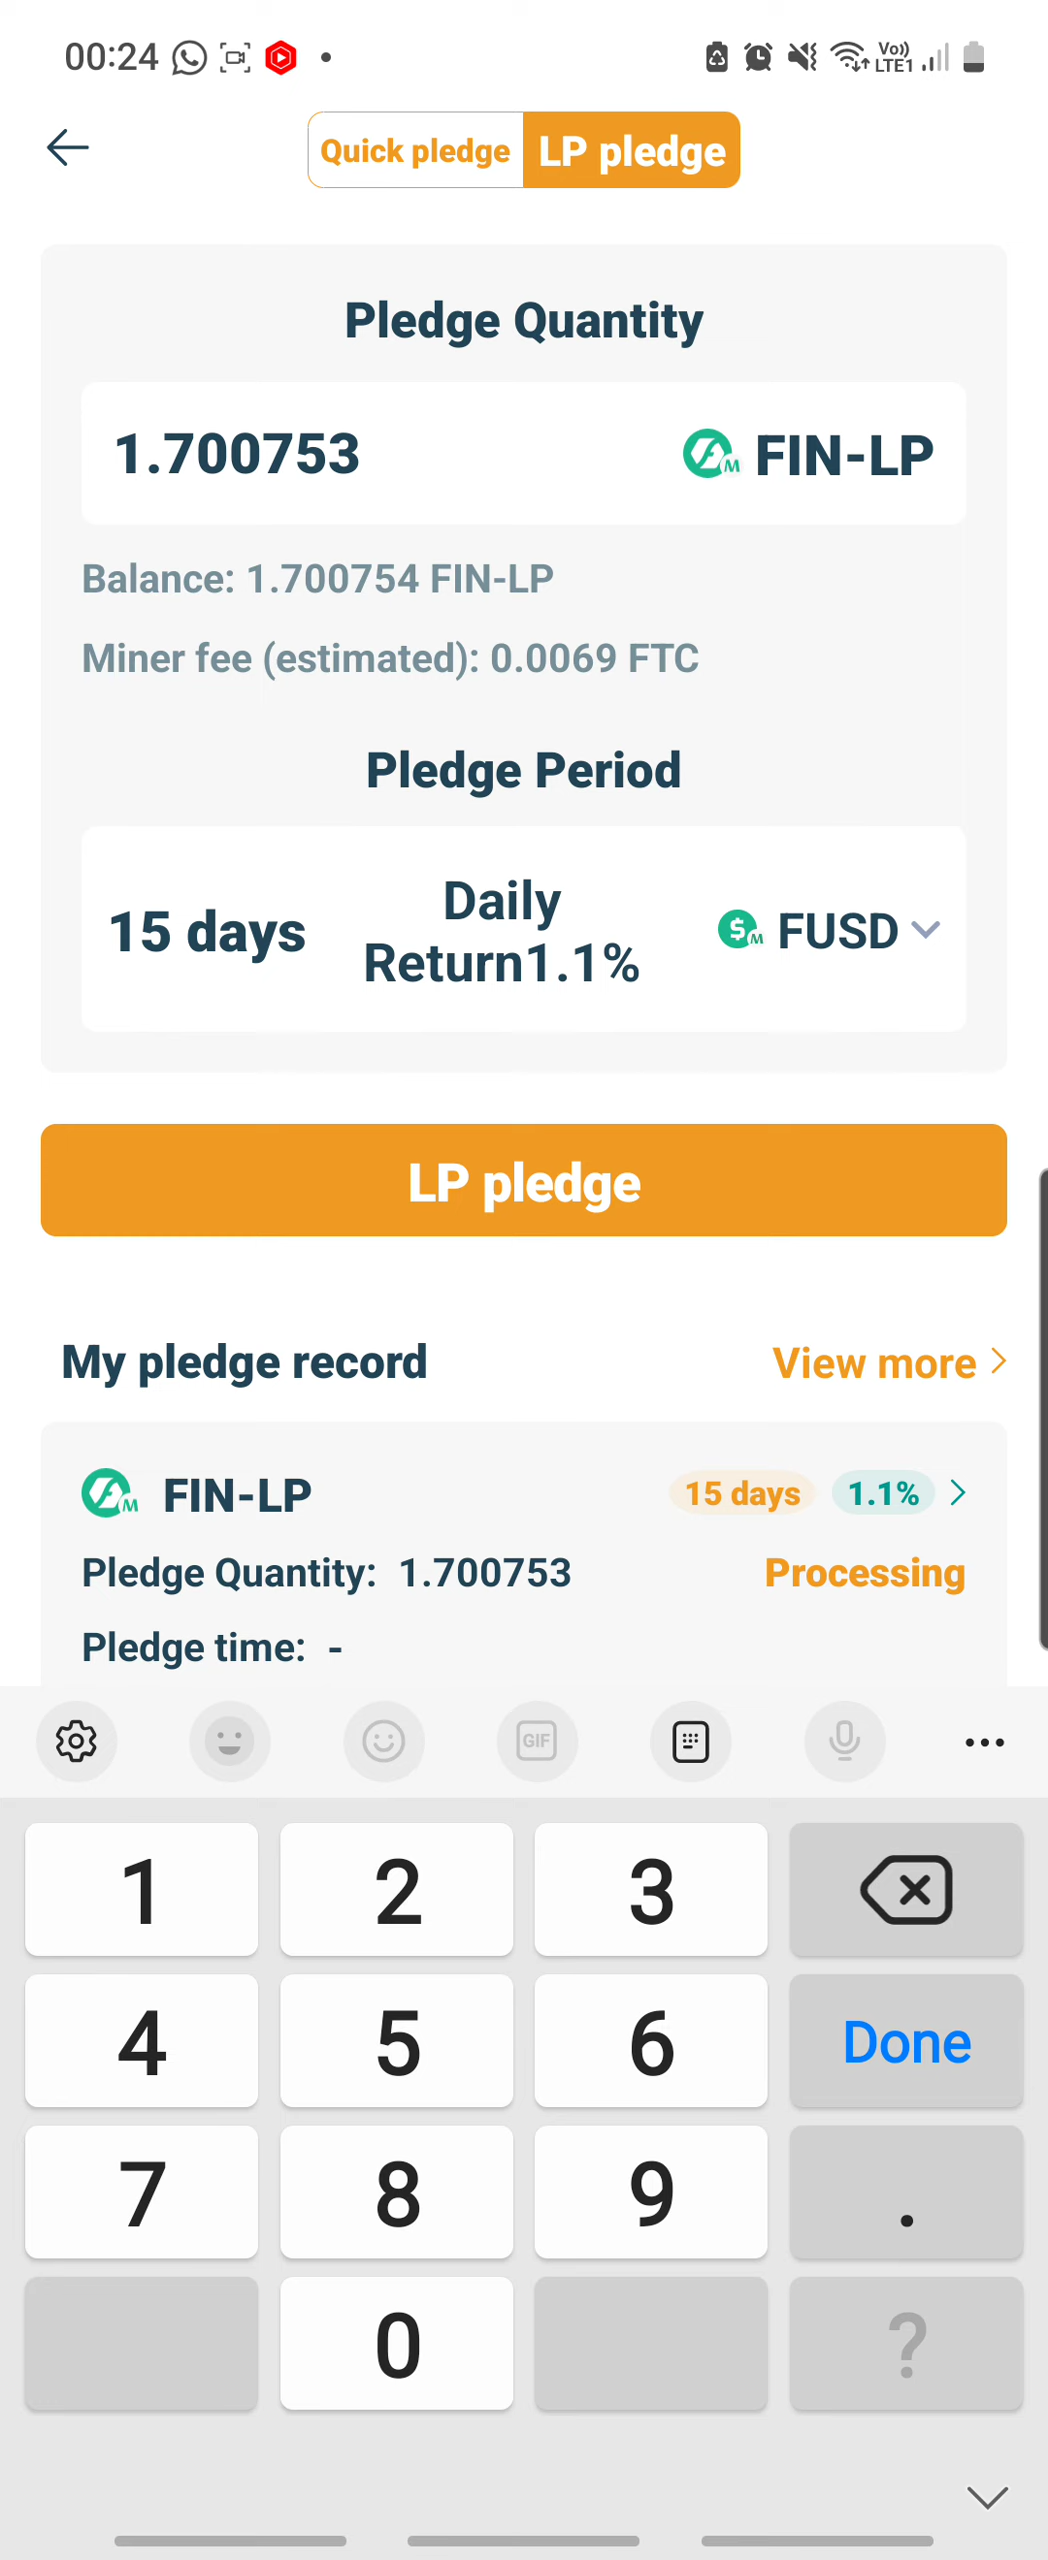 00:24
Vo))
LTE1
Quick pledge
LP pledge
Pledge Quantity
1.700753
M FIN-LP
Balance: 1.700754 FIN-LP
Miner fee (estimated): 0.0069 FTC
Pledge Period
15 days
Daily
Return1.1%
$ M FUSD
LP pledge
My pledge record
View more
M FIN-LP
15 days
1.1%
Pledge Quantity: 1.700753
Processing
Pledge time: -
GIF
1 2 3
4 5 6 Done
7 8 9 .
0 ?